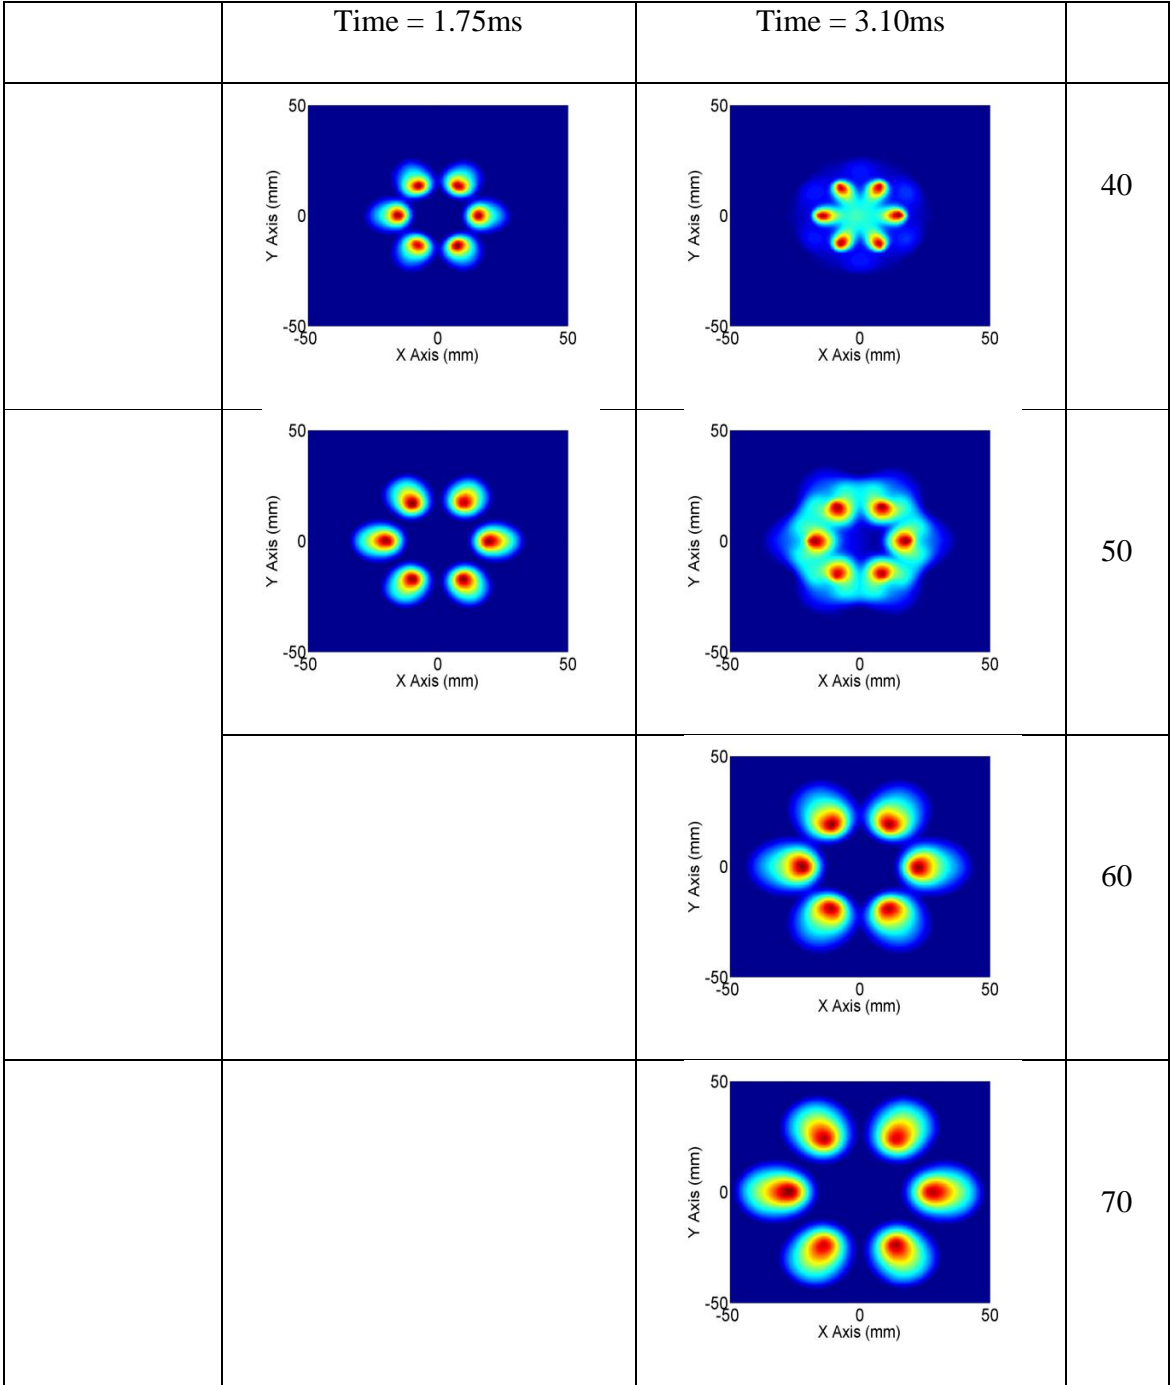 Time = 1.75ms Time = 3.10ms
50 50
Y Axis (mm) Y Axis (mm)
0 0
40
-50 -50
-50 0 50 -50 0 50
X Axis (mm) X Axis (mm)
50 50
Y Axis (mm) Y Axis (mm)
0 0
50
-50 -50
-50 0 50 -50 0 50
X Axis (mm) X Axis (mm)
50
Y Axis (mm)
0
60
-50
-50 0 50
X Axis (mm)
50
Y Axis (mm)
0
70
-50
-50 0 50
X Axis (mm)